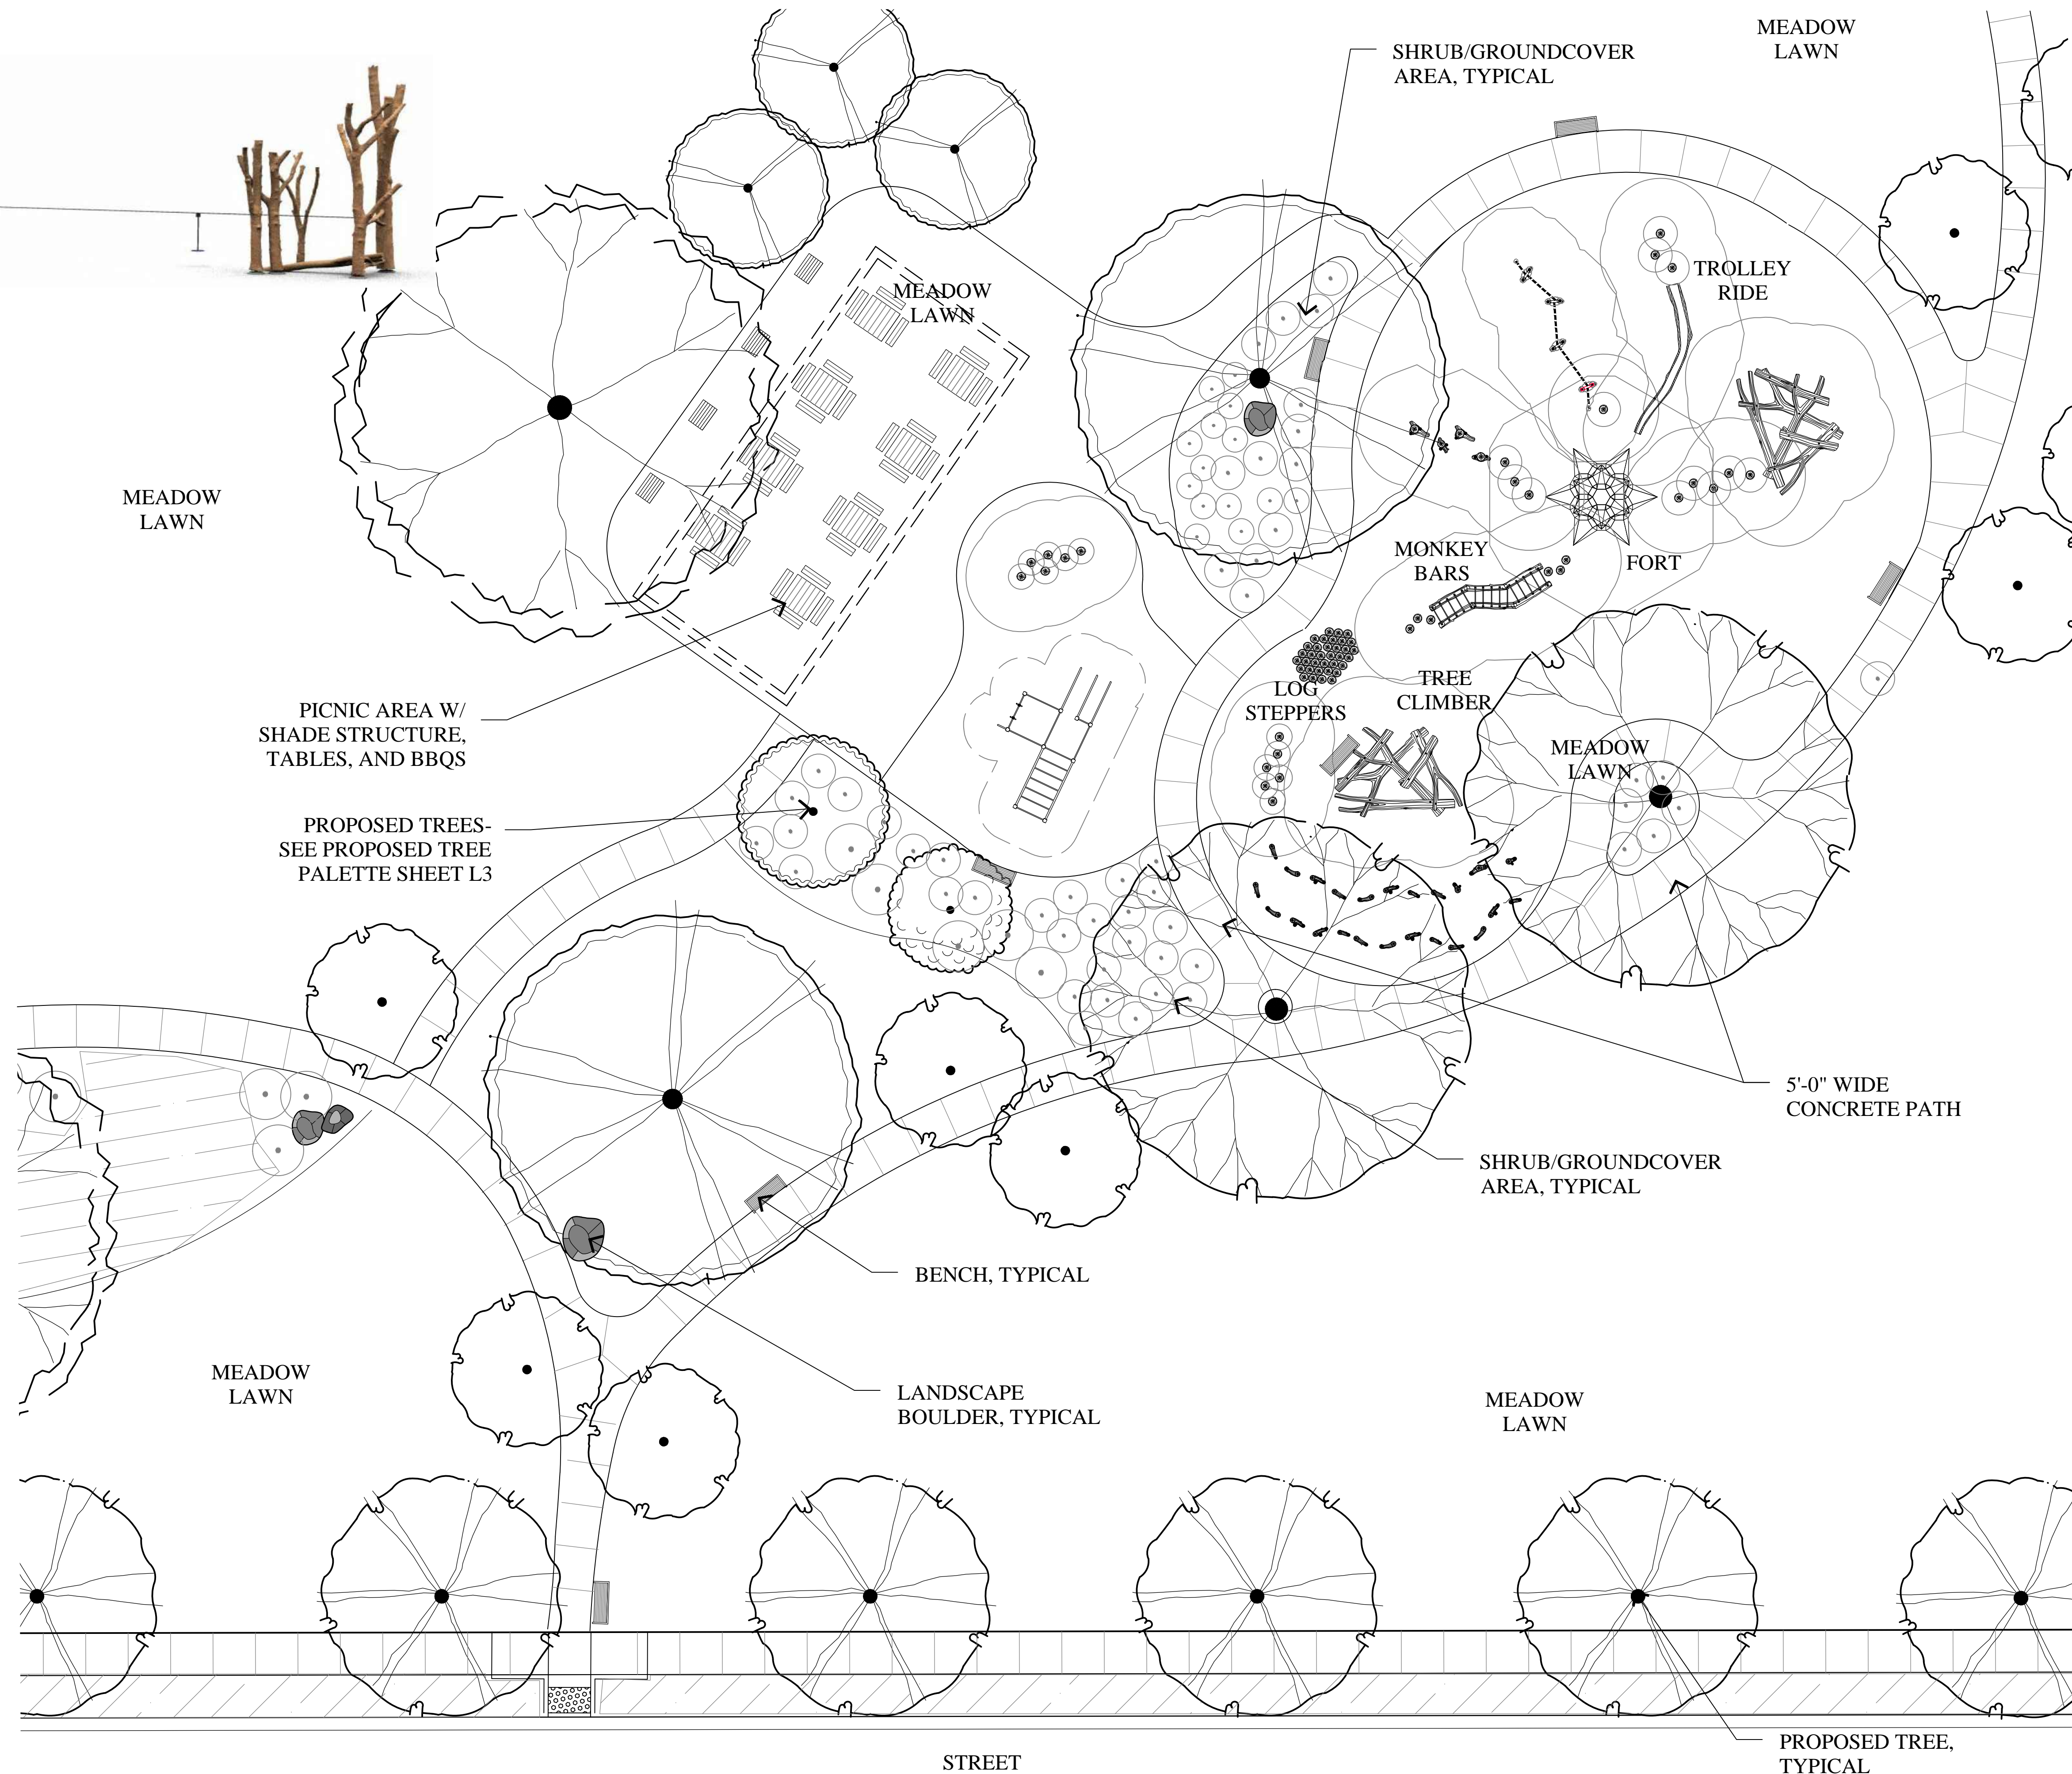 MEADOW
LAWN
SHRUB/GROUNDCOVER
AREA, TYPICAL
TROLLEY
RIDE
MEADOW
LAWN
MEADOW
LAWN
MONKEY
BARS
FORT
LOG
STEPPERS
TREE
CLIMBER
PICNIC AREA W/
SHADE STRUCTURE,
TABLES, AND BBQS
MEADOW
LAWN
PROPOSED TREES-
SEE PROPOSED TREE
PALETTE SHEET L3
5'-0" WIDE
CONCRETE PATH
SHRUB/GROUNDCOVER
AREA, TYPICAL
BENCH, TYPICAL
MEADOW
LAWN
LANDSCAPE
BOULDER, TYPICAL
MEADOW
LAWN
PROPOSED TREE,
TYPICAL
STREET